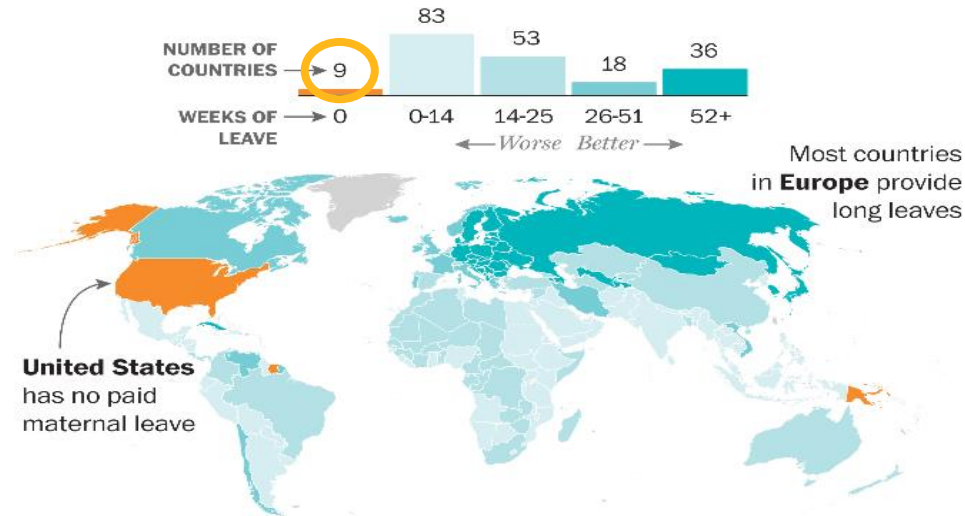 83
53
36
18
NUMBER OF
COUNTRIES → 9
WEEKS OF → 0 0-14 14-25 26-51 52+
LEAVE
← Worse Better →
Most countries
in Europe provide
long leaves
United States
has no paid
maternal leave